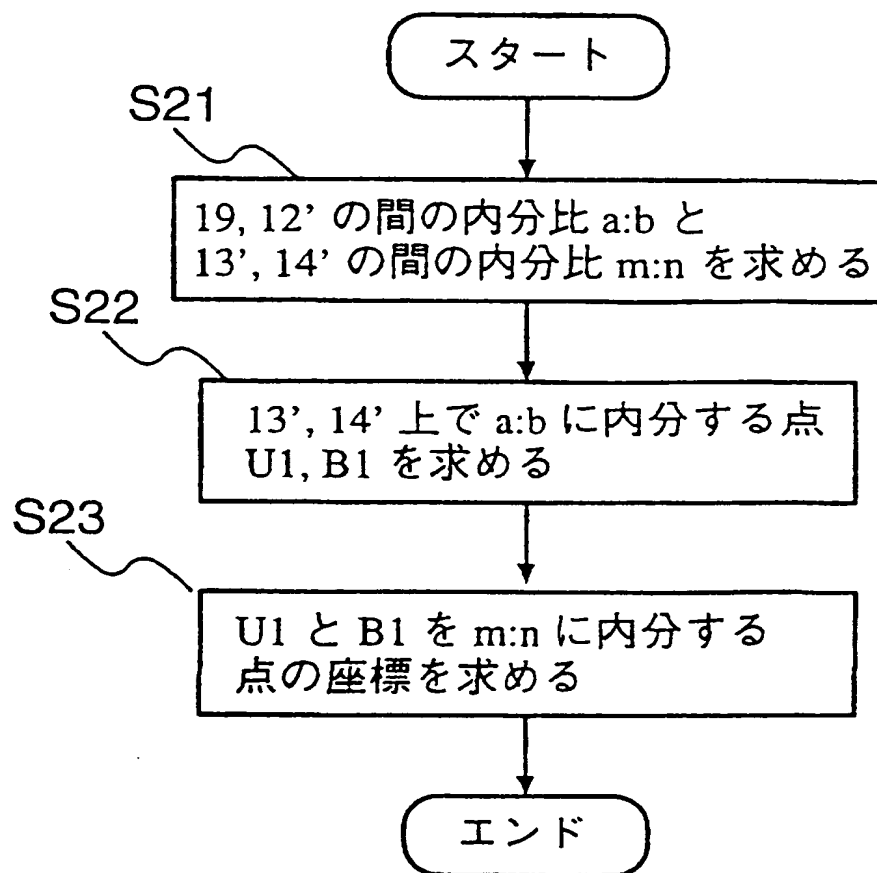 スタート
S21
19, 12’ の間の内分比 a:b と
13’, 14’ の間の内分比 m:n を求める
S22
13’, 14’ 上で a:b に内分する点
U1, B1 を求める
S23
U1 と B1 を m:n に内分する
点の座標を求める
エンド